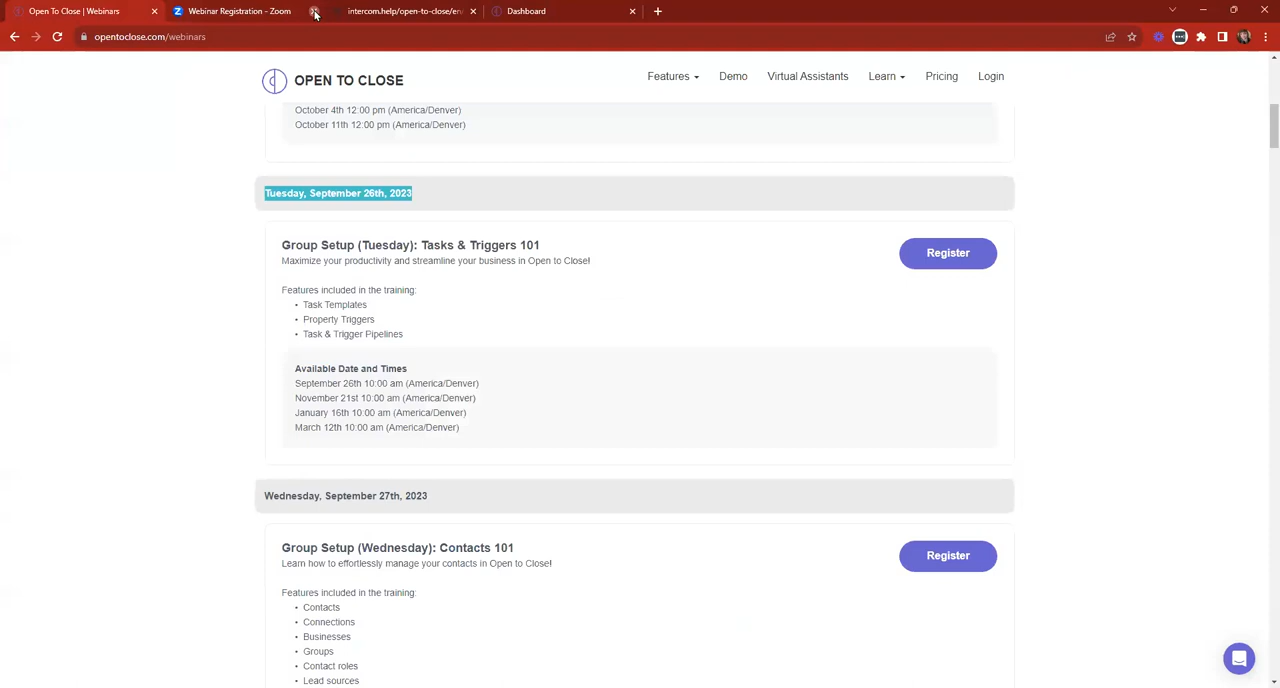 Open To Close | Webinars
Webinar Registration - Zoom
intercom.help/open-to-close/en/
Dashboard
opentoclose.com/webinars
OPEN TO CLOSE
Features
Demo
Virtual Assistants
Learn
Pricing
Login
October 4th 12:00 pm (America/Denver)
October 11th 12:00 pm (America/Denver)
Tuesday, September 26th, 2023
Group Setup (Tuesday): Tasks & Triggers 101
Register
Maximize your productivity and streamline your business in Open to Close!
Features included in the training:
• Task Templates
• Property Triggers
• Task & Trigger Pipelines
Available Date and Times
September 26th 10:00 am (America/Denver)
November 21st 10:00 am (America/Denver)
January 16th 10:00 am (America/Denver)
March 12th 10:00 am (America/Denver)
Wednesday, September 27th, 2023
Group Setup (Wednesday): Contacts 101
Register
Learn how to effortlessly manage your contacts in Open to Close!
Features included in the training:
• Contacts
• Connections
• Businesses
• Groups
• Contact roles
• Lead sources